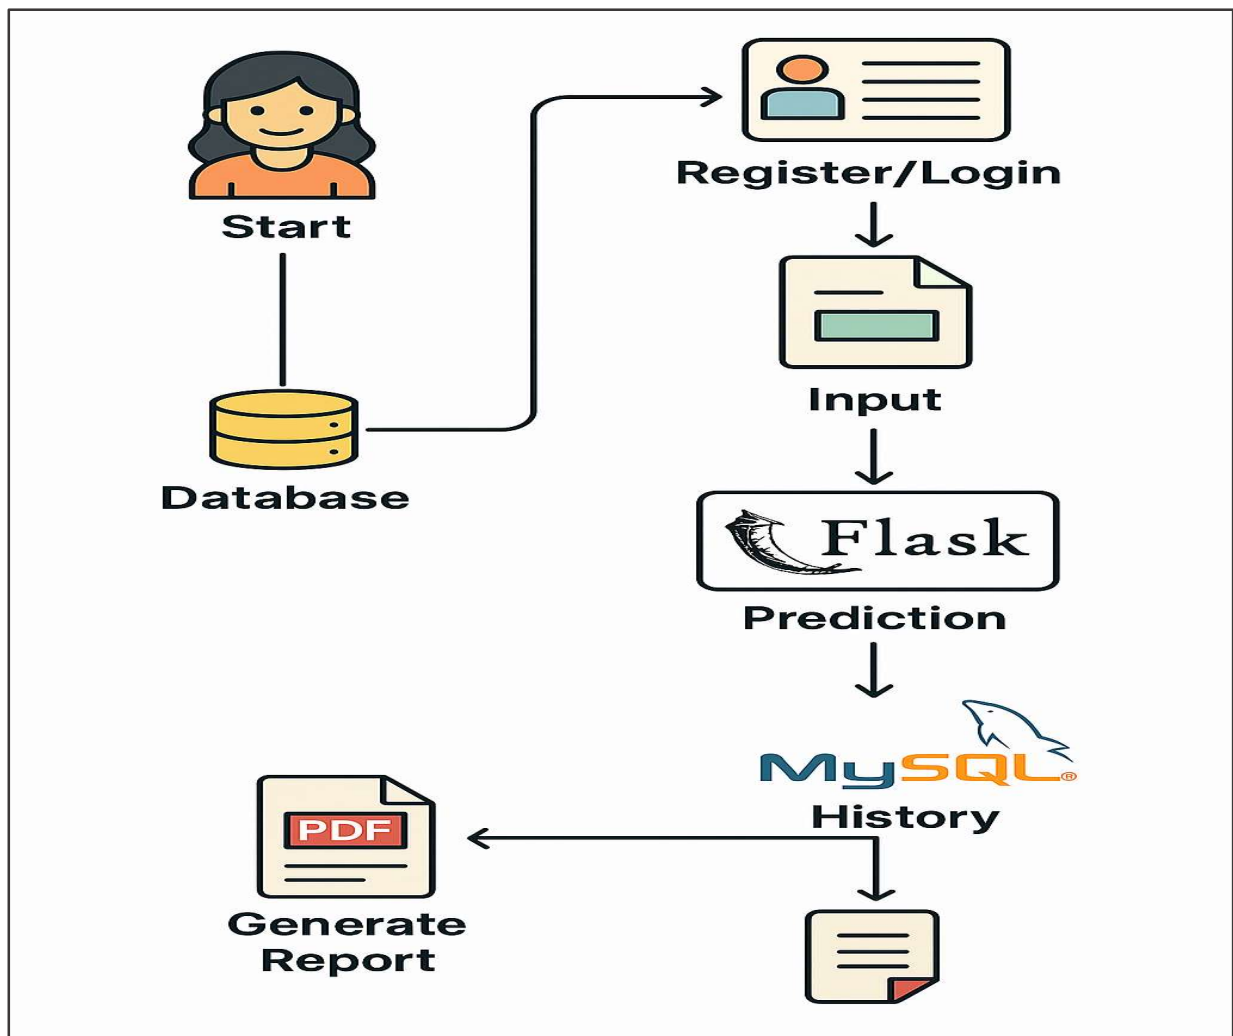 Start
Register/Login
Input
Database
Flask
Prediction
MySQL®
History
PDF
Generate
Report